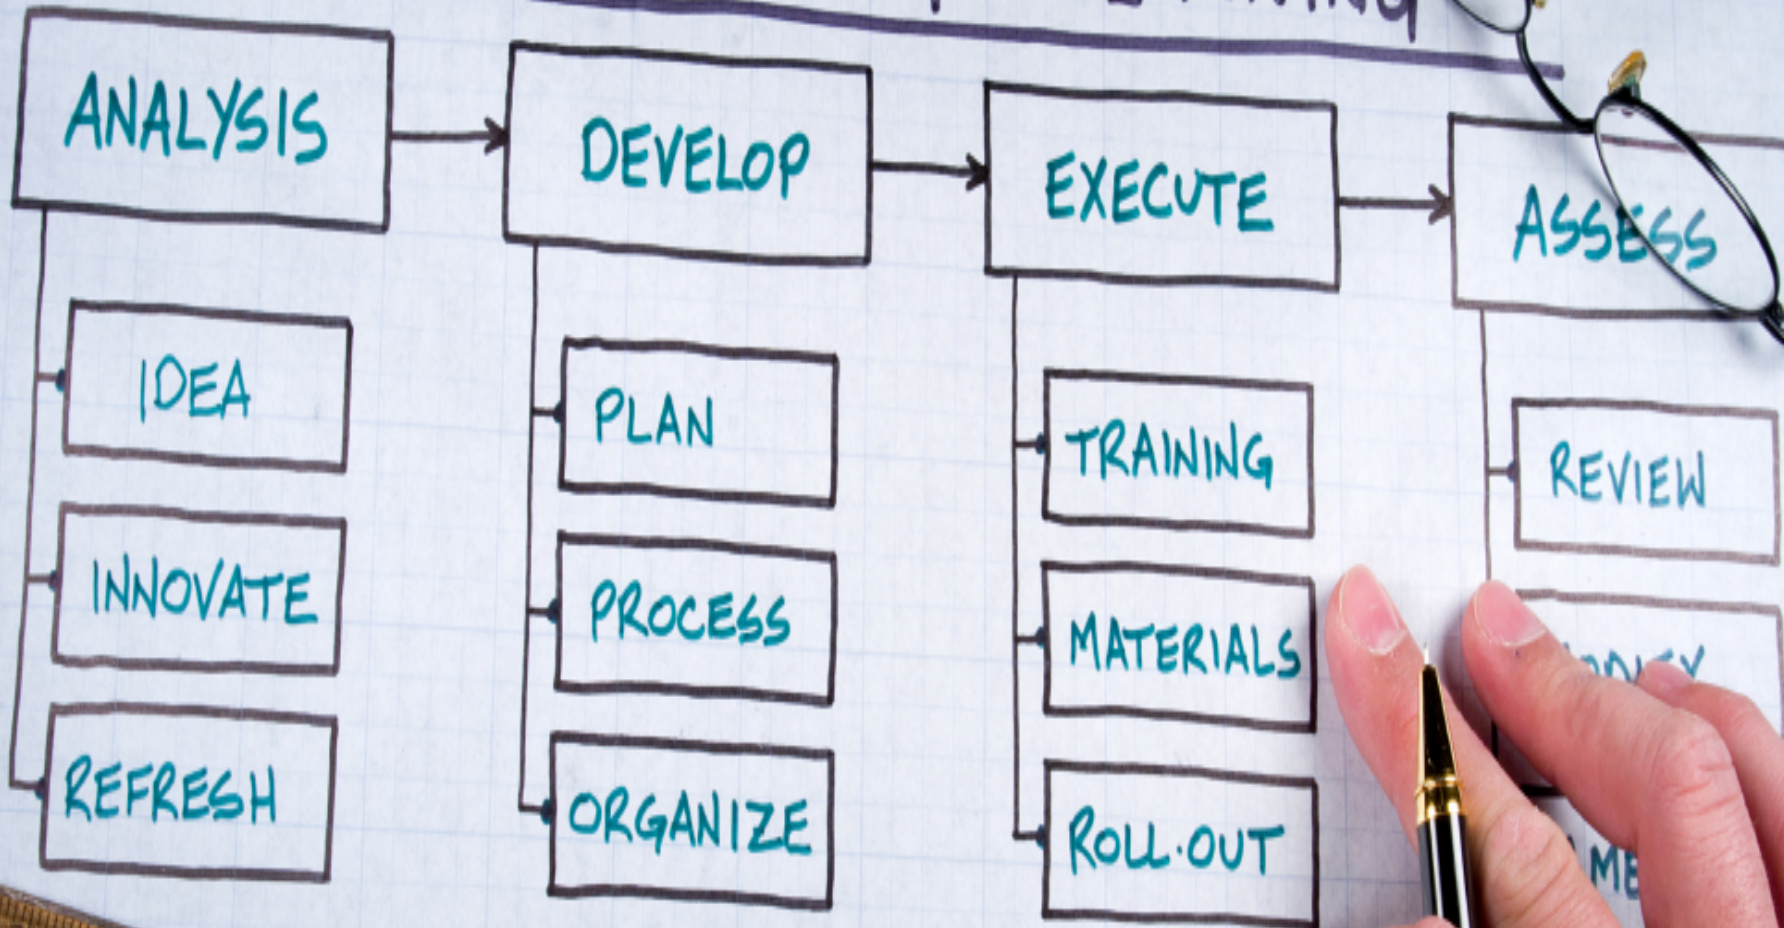 ANALYSIS
IDEA
INNOVATE
REFRESH
DEVELOP
PLAN
PROCESS
ORGANIZE
EXECUTE
TRAINING
MATERIALS
ROLL·OUT
ASSESS
REVIEW